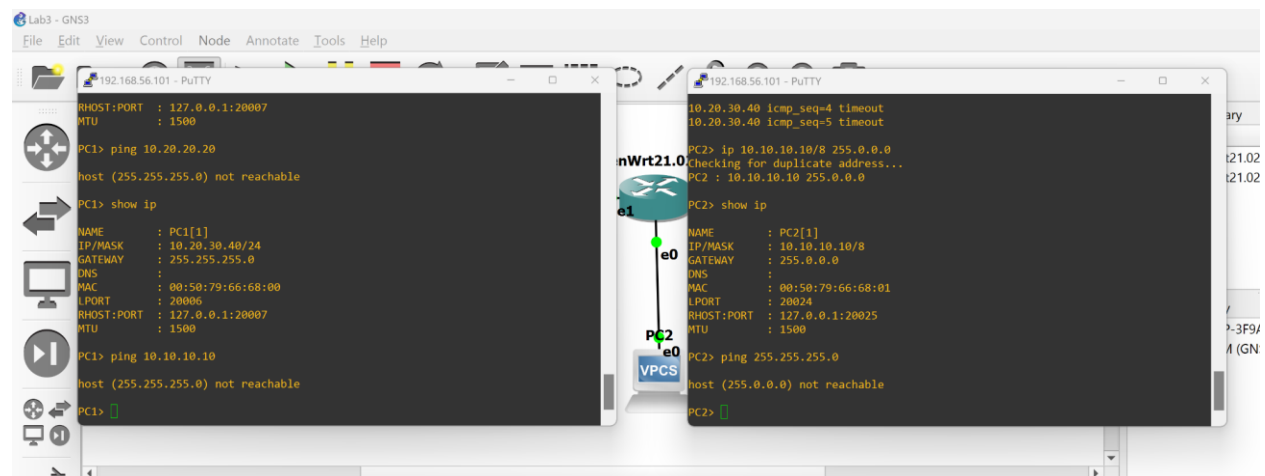 Lab3 - GNS3
File Edit View Control Node Annotate Tools Help
192.168.56.101 - PuTTY
RHOST:PORT : 127.0.0.1:20007
MTU : 1500
PC1> ping 10.20.20.20
host (255.255.255.0) not reachable
PC1> show ip
NAME : PC1[1]
IP/MASK : 10.20.30.40/24
GATEWAY : 255.255.255.0
DNS :
MAC : 00:50:79:66:68:00
LPORT : 20006
RHOST:PORT : 127.0.0.1:20007
MTU : 1500
PC1> ping 10.10.10.10
host (255.255.255.0) not reachable
PC1>
nWrt21.0
e1
e0
PC2
e0
VPCS
192.168.56.101 - PuTTY
10.20.30.40 icmp_seq=4 timeout
10.20.30.40 icmp_seq=5 timeout
PC2> ip 10.10.10.10/8 255.0.0.0
Checking for duplicate address...
PC2 : 10.10.10.10 255.0.0.0
PC2> show ip
NAME : PC2[1]
IP/MASK : 10.10.10.10/8
GATEWAY : 255.0.0.0
DNS :
MAC : 00:50:79:66:68:01
LPORT : 20024
RHOST:PORT : 127.0.0.1:20025
MTU : 1500
PC2> ping 255.255.255.0
host (255.0.0.0) not reachable
PC2>
ary
t21.02
t21.02
P-3F9A
M (GNS